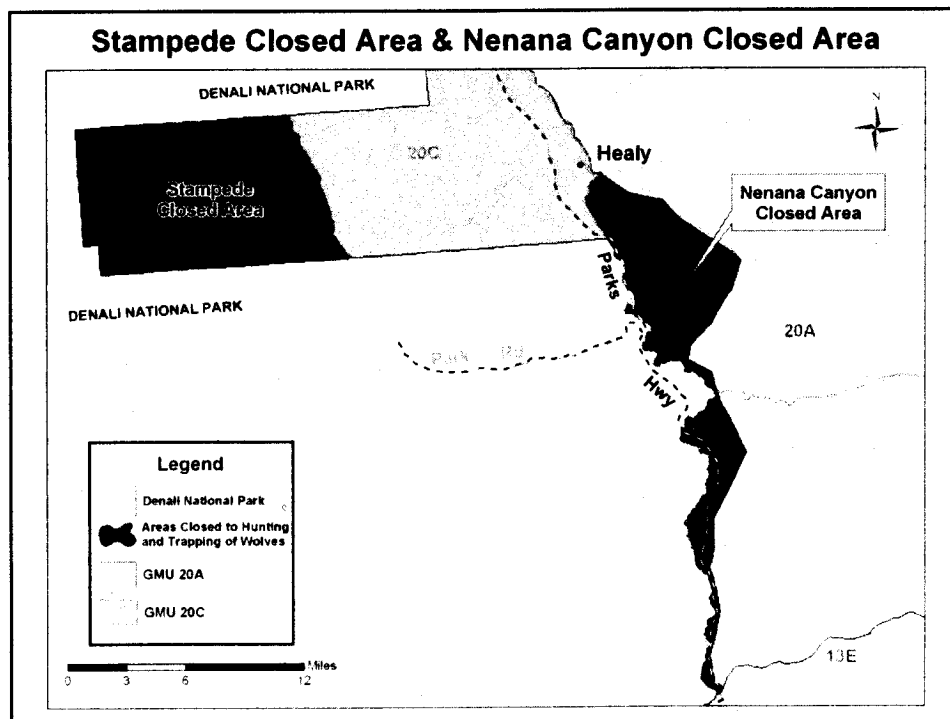 Stampede Closed Area & Nenana Canyon Closed Area
DENALI NATIONAL PARK
N
20C
Healy
Stampede
Closed Area
Nenana Canyon
Closed Area
Parks
DENALI NATIONAL PARK
20A
Park Rd
Hwy
Legend
Denali National Park
Areas Closed to Hunting
and Trapping of Wolves
GMU 20A
GMU 20C
13E
Miles
0 3 6 12